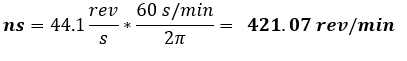 ns = 44.1 rev/s * 60 s/min / 2π = 421.07 rev/min